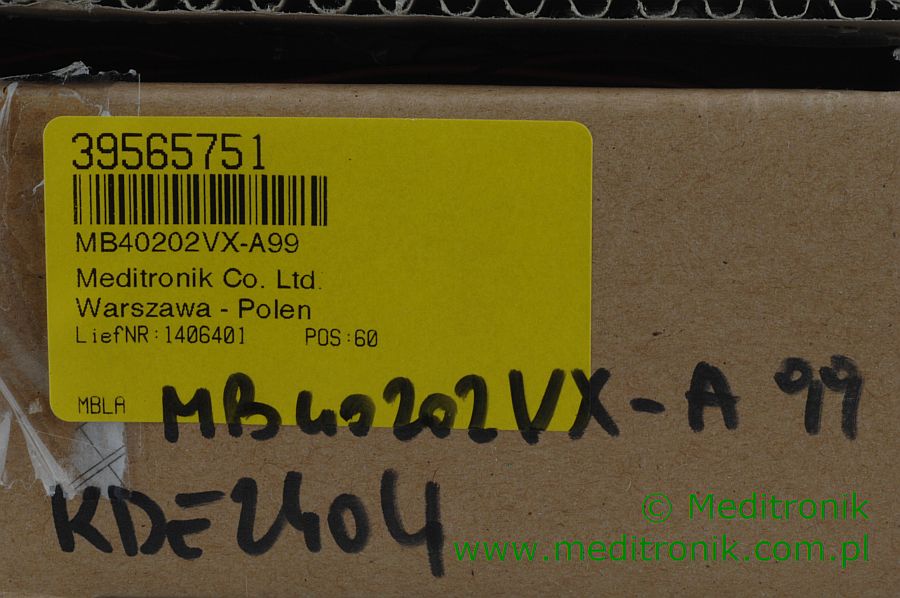 39565751
MB40202VX-A99
Meditronik Co. Ltd.
Warszawa - Polen
LiefNR:1406401 POS:60
MBLA
MB40202VX-A 99
KDE2404
© Meditronik
www.meditronik.com.pl